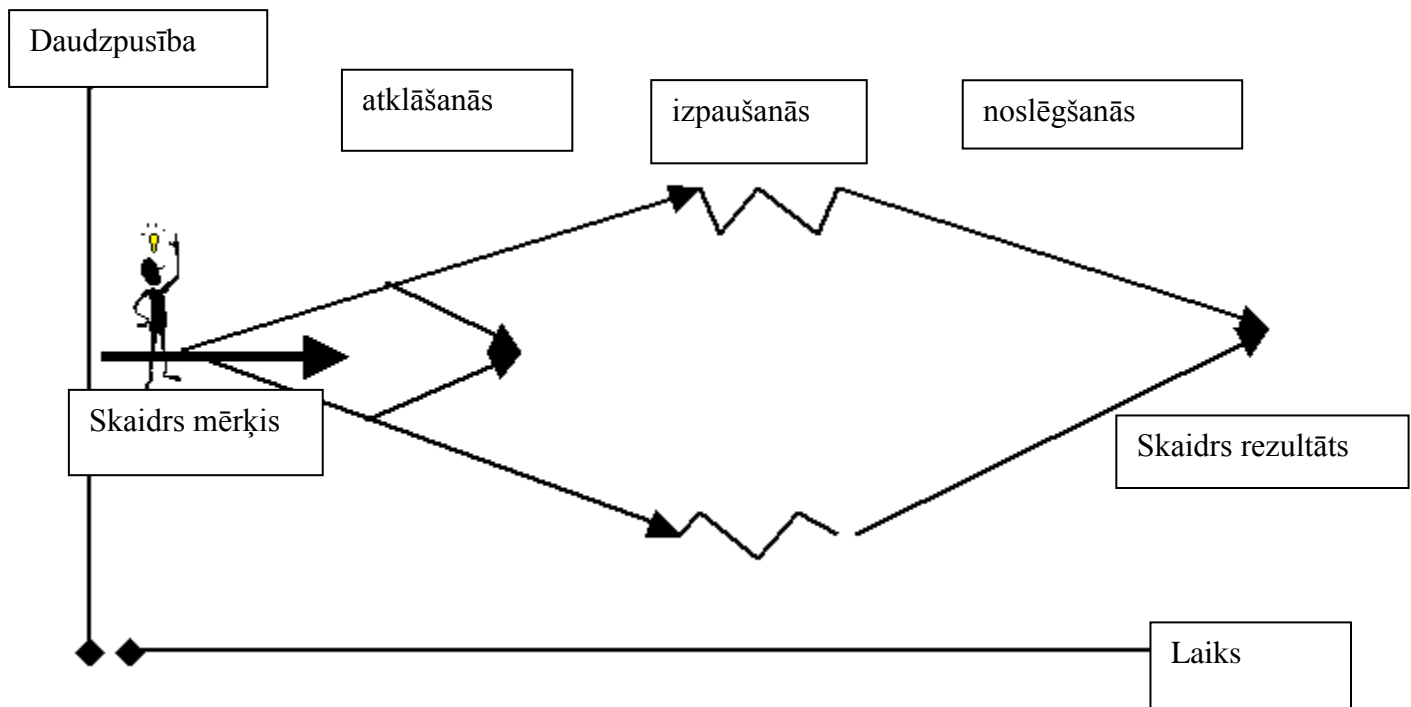 Daudzpusība
atklāšanās
izpaušanās
noslēgšanās
Skaidrs mērķis
Skaidrs rezultāts
Laiks